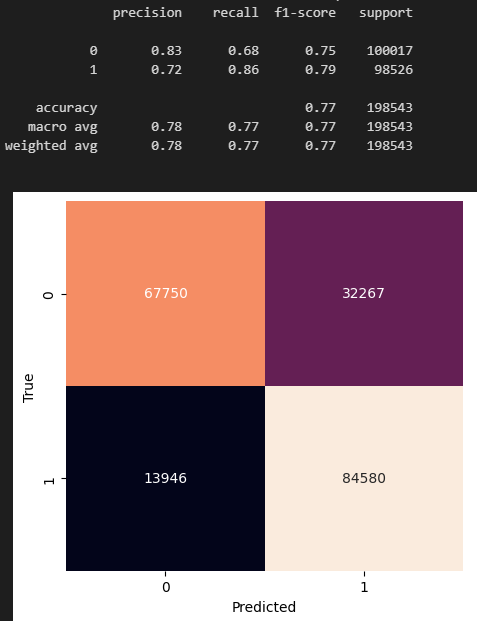 precision recall f1-score support
0 0.83 0.68 0.75 100017
1 0.72 0.86 0.79 98526
accuracy 0.77 198543
macro avg 0.78 0.77 0.77 198543
weighted avg 0.78 0.77 0.77 198543
0 67750 32267
True
1 13946 84580
0 1
Predicted